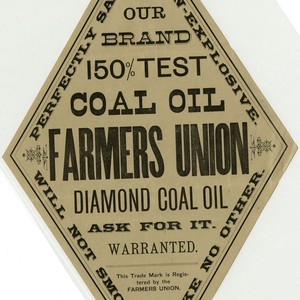 PERFECTLY
OUR
BRAND
150% TEST
COAL OIL
FARMERS UNION
DIAMOND COAL OIL
ASK FOR IT.
WARRANTED.
This Trade Mark is Regis-
tered by the
FARMERS UNION.
-EXPLOSIVE.
WILL NOT
NO OTHER.